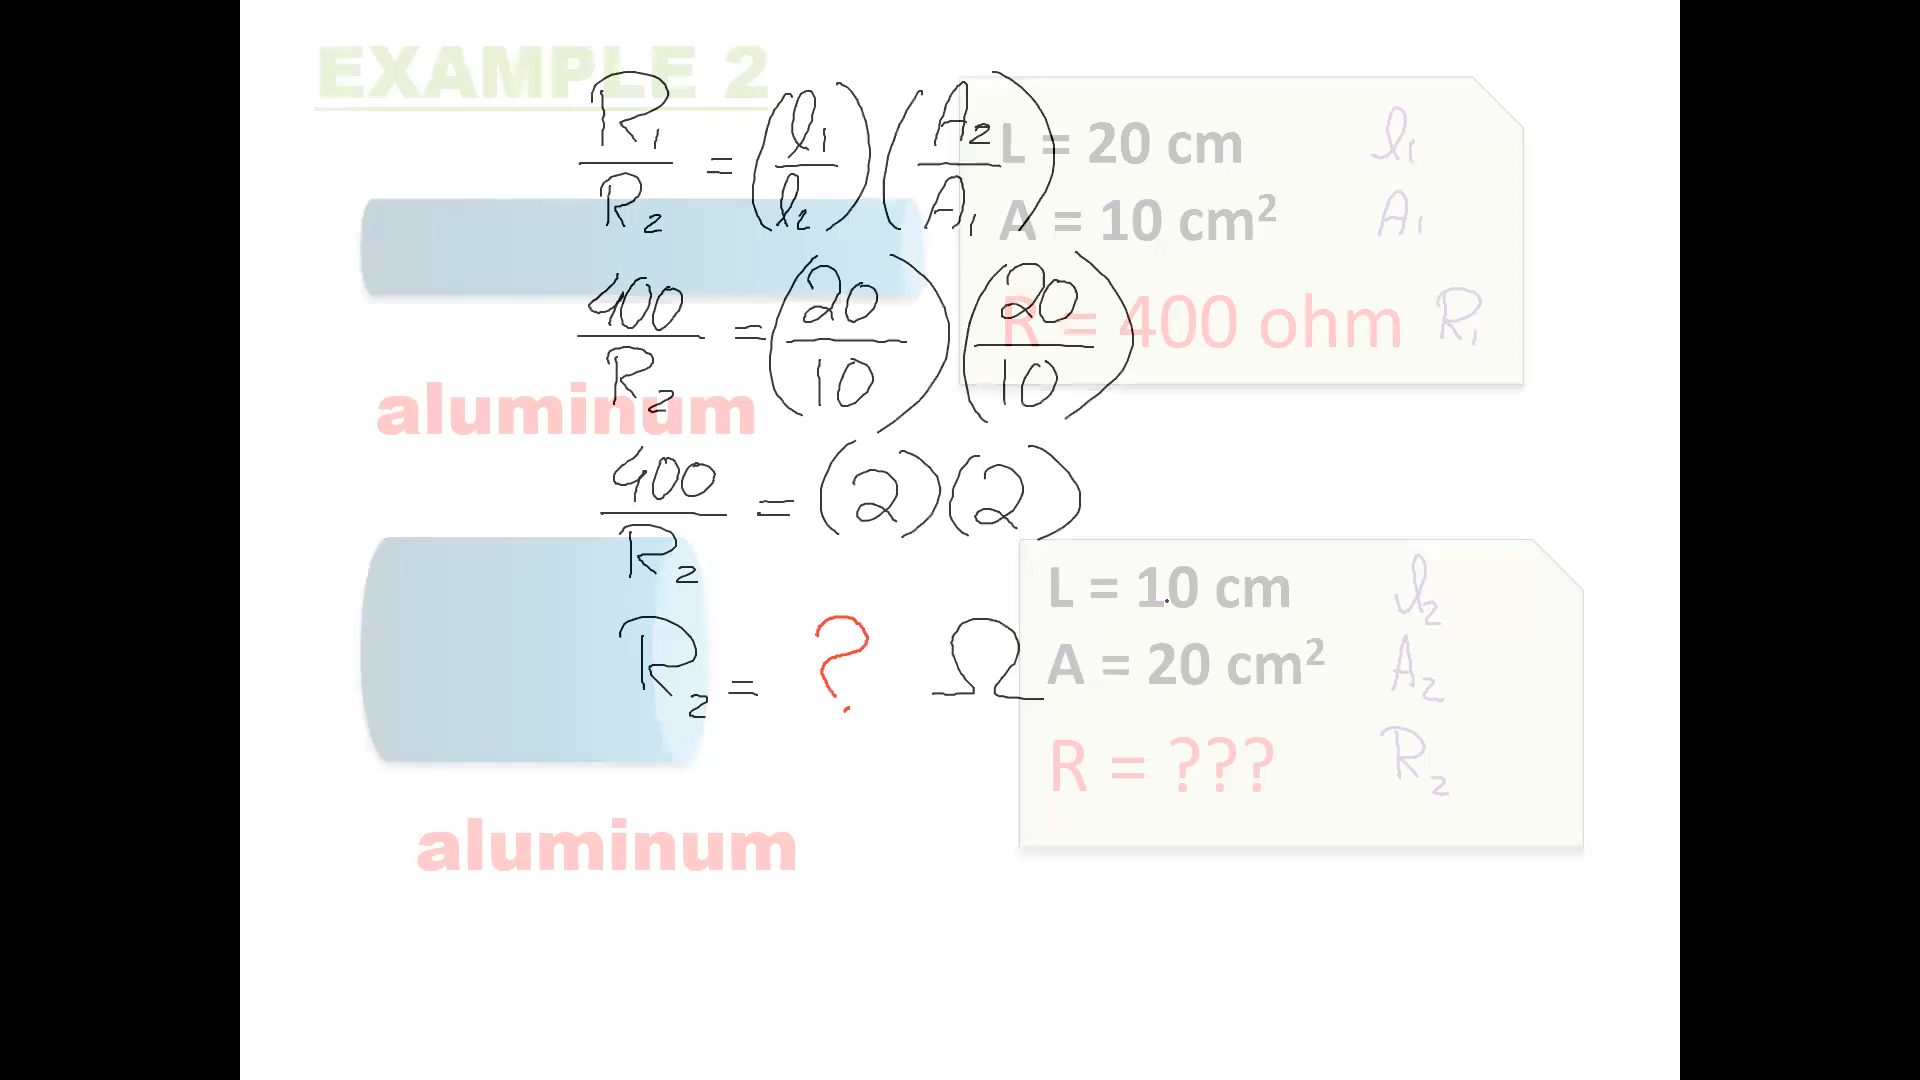 EXAMPLE 2
R₁/R₂ = (l₁/l₂) (A₂/A₁)
L = 20 cm l₁
A = 10 cm² A₁
400/R₂ = (20/10) (20/10)
R = 400 ohm R₁
aluminum
400/R₂ = (2)(2)
R₂ = ? Ω
L = 10 cm l₂
A = 20 cm² A₂
R = ??? R₂
aluminum